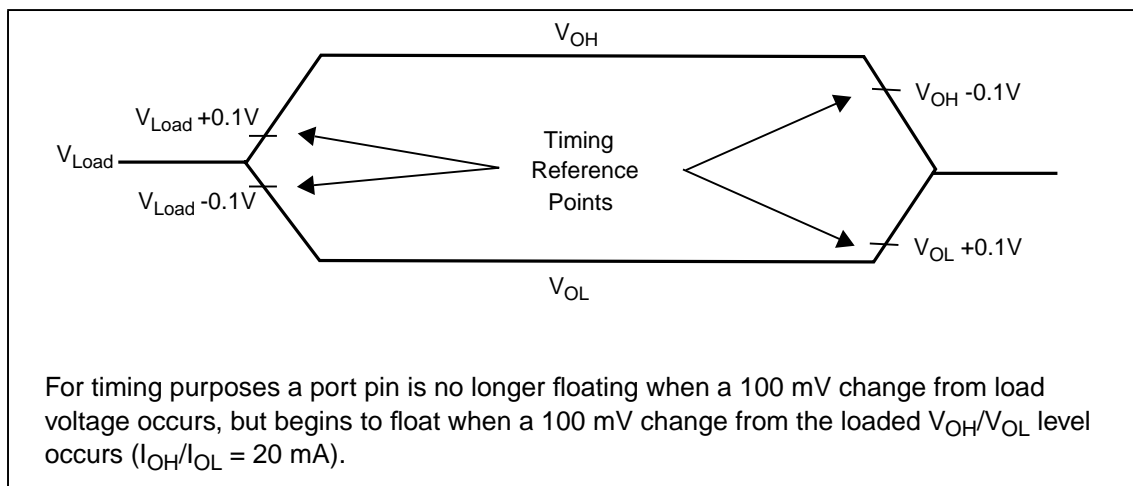 V_OH
V_Load +0.1V
V_OH -0.1V
V_Load
Timing
Reference
Points
V_Load -0.1V
V_OL +0.1V
V_OL
For timing purposes a port pin is no longer floating when a 100 mV change from load
voltage occurs, but begins to float when a 100 mV change from the loaded V_OH/V_OL level
occurs (I_OH/I_OL = 20 mA).